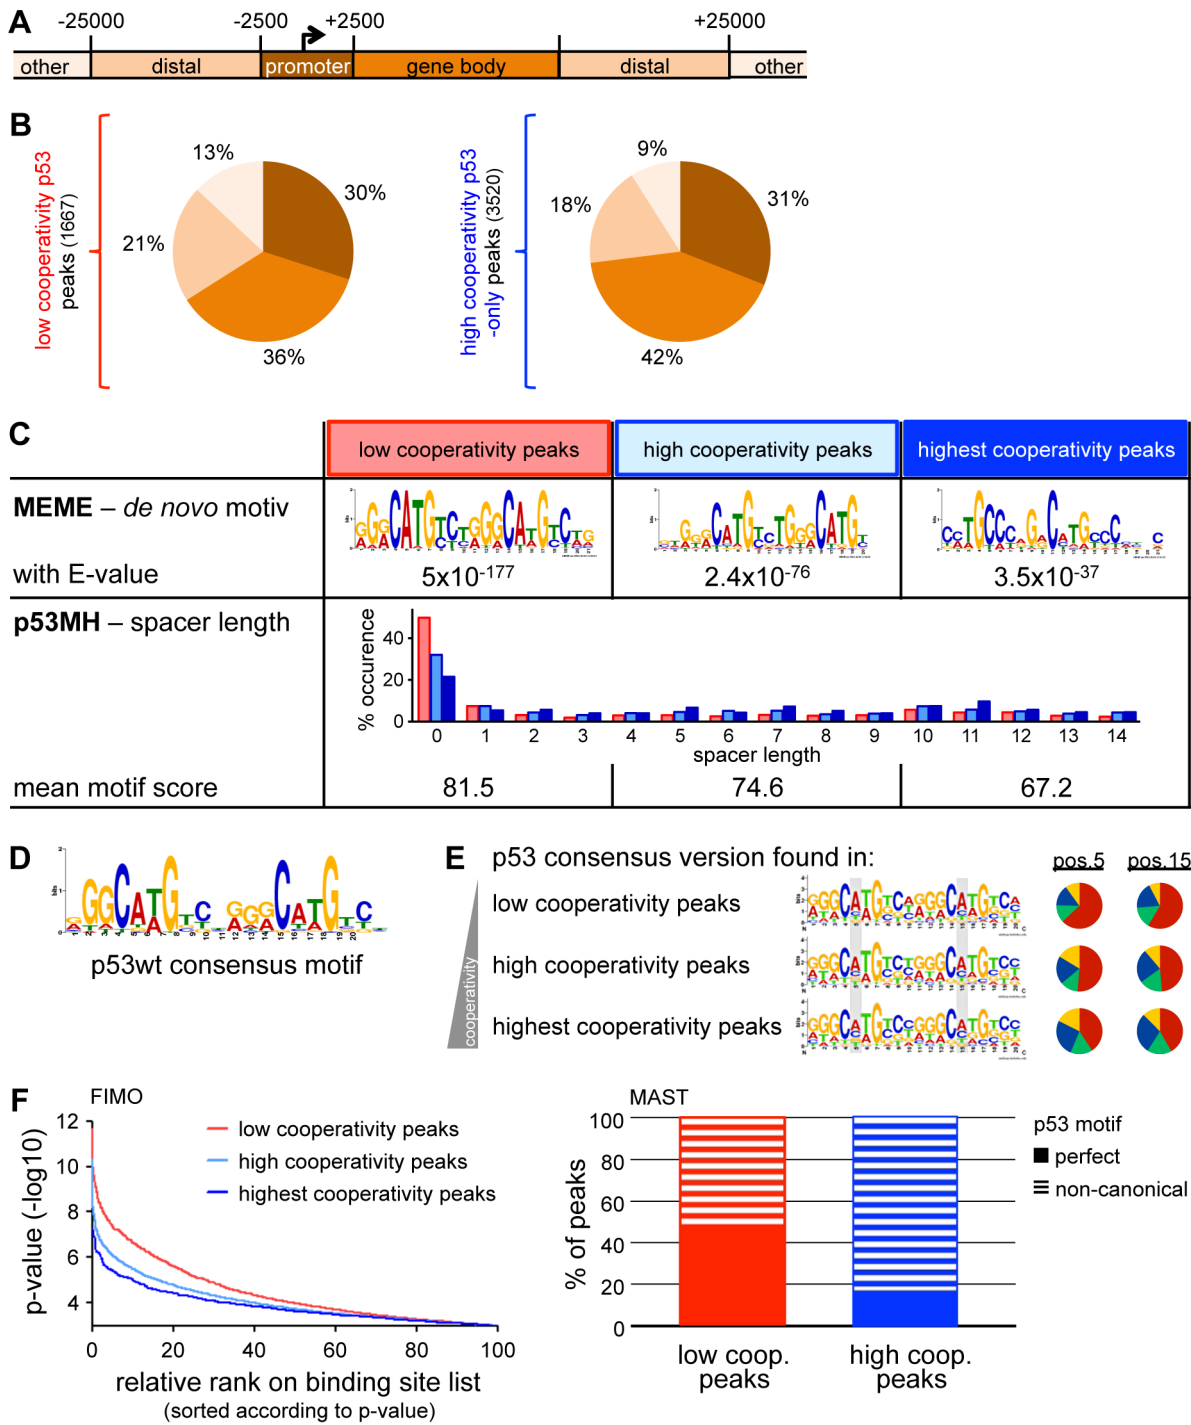 A
-25000 -2500 +2500 +25000
other distal promoter gene body distal other
B
low cooperativity p53
peaks (1667)
13%
30%
21%
36%
high cooperativity p53
-only peaks (3520)
9%
31%
18%
42%
C
low cooperativity peaks
high cooperativity peaks
highest cooperativity peaks
MEME – de novo motiv
with E-value
5x10-177
2.4x10-76
3.5x10-37
p53MH – spacer length
% occurence
40
20
0
0 1 2 3 4 5 6 7 8 9 10 11 12 13 14
spacer length
mean motif score
81.5
74.6
67.2
D
p53wt consensus motif
E
p53 consensus version found in:
pos.5 pos.15
cooperativity
low cooperativity peaks
high cooperativity peaks
highest cooperativity peaks
F
FIMO
p-value (-log10)
12
10
8
6
4
low cooperativity peaks
high cooperativity peaks
highest cooperativity peaks
0 20 40 60 80 100
relative rank on binding site list
(sorted according to p-value)
MAST
% of peaks
100
80
60
40
20
0
low coop.
peaks
high coop.
peaks
p53 motif
perfect
non-canonical